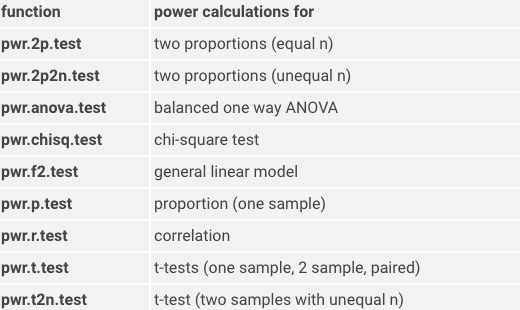 function power calculations for
pwr.2p.test two proportions (equal n)
pwr.2p2n.test two proportions (unequal n)
pwr.anova.test balanced one way ANOVA
pwr.chisq.test chi-square test
pwr.f2.test general linear model
pwr.p.test proportion (one sample)
pwr.r.test correlation
pwr.t.test t-tests (one sample, 2 sample, paired)
pwr.t2n.test t-test (two samples with unequal n)